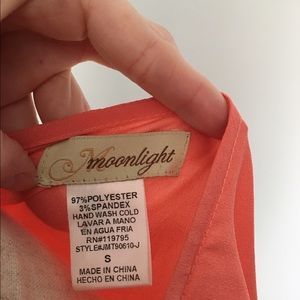 moonlight
97%POLYESTER
3%SPANDEX
HAND WASH COLD
LAVAR A MANO
EN AGUA FRIA
RN#119795
STYLE#JMT90610-J
S
MADE IN CHINA
HECHO EN CHINA